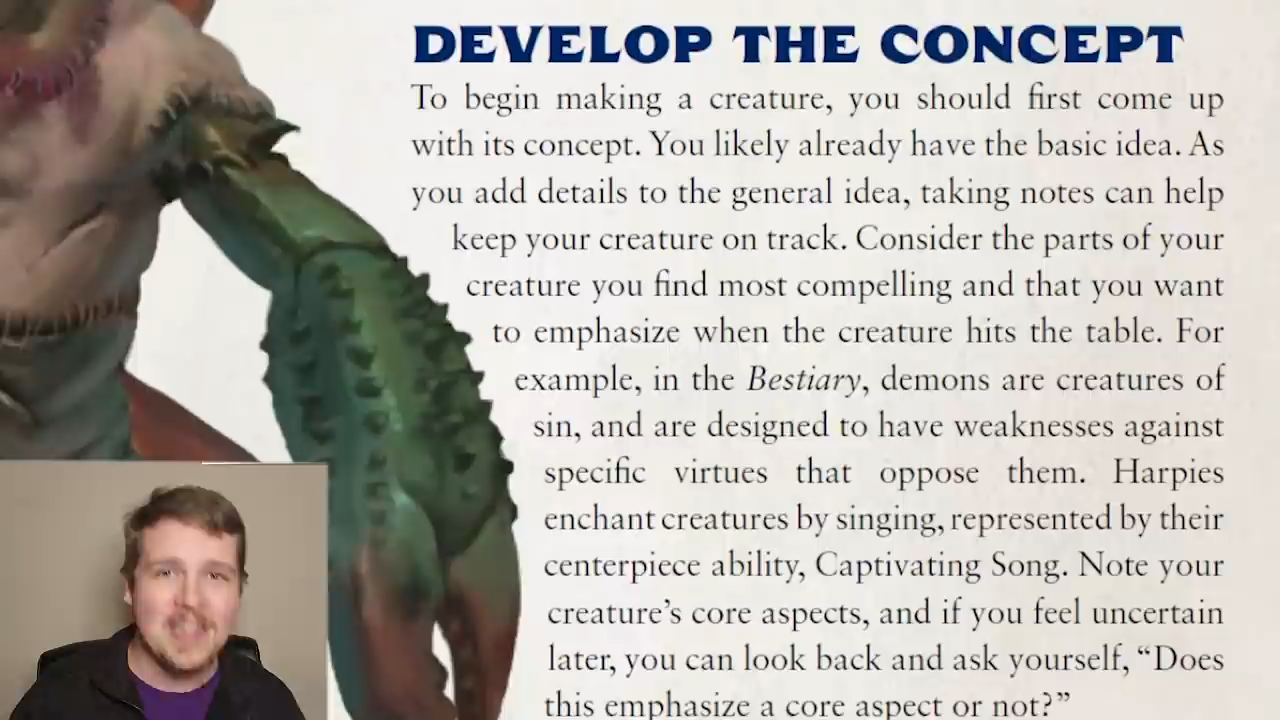 DEVELOP THE CONCEPT
To begin making a creature, you should first come up
with its concept. You likely already have the basic idea. As
you add details to the general idea, taking notes can help
keep your creature on track. Consider the parts of your
creature you find most compelling and that you want
to emphasize when the creature hits the table. For
example, in the Bestiary, demons are creatures of
sin, and are designed to have weaknesses against
specific virtues that oppose them. Harpies
enchant creatures by singing, represented by their
centerpiece ability, Captivating Song. Note your
creature’s core aspects, and if you feel uncertain
later, you can look back and ask yourself, “Does
this emphasize a core aspect or not?”